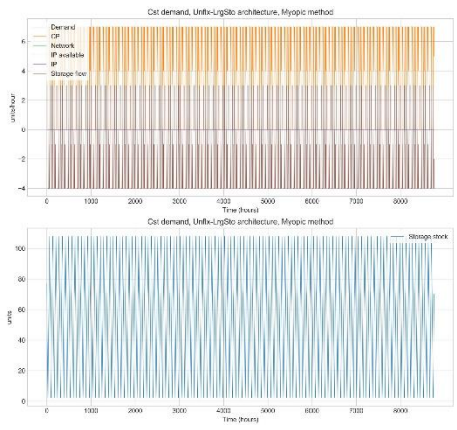 Cst demand, Unflx-LrgSto architecture, Myopic method
Demand
CP
Network
IP available
IP
Storage flow
units/hour
6
4
2
0
−2
−4
0 1000 2000 3000 4000 5000 6000 7000 8000
Time (hours)
Cst demand, Unflx-LrgSto architecture, Myopic method
Storage stock
units
100
80
60
40
20
0
0 1000 2000 3000 4000 5000 6000 7000 8000
Time (hours)